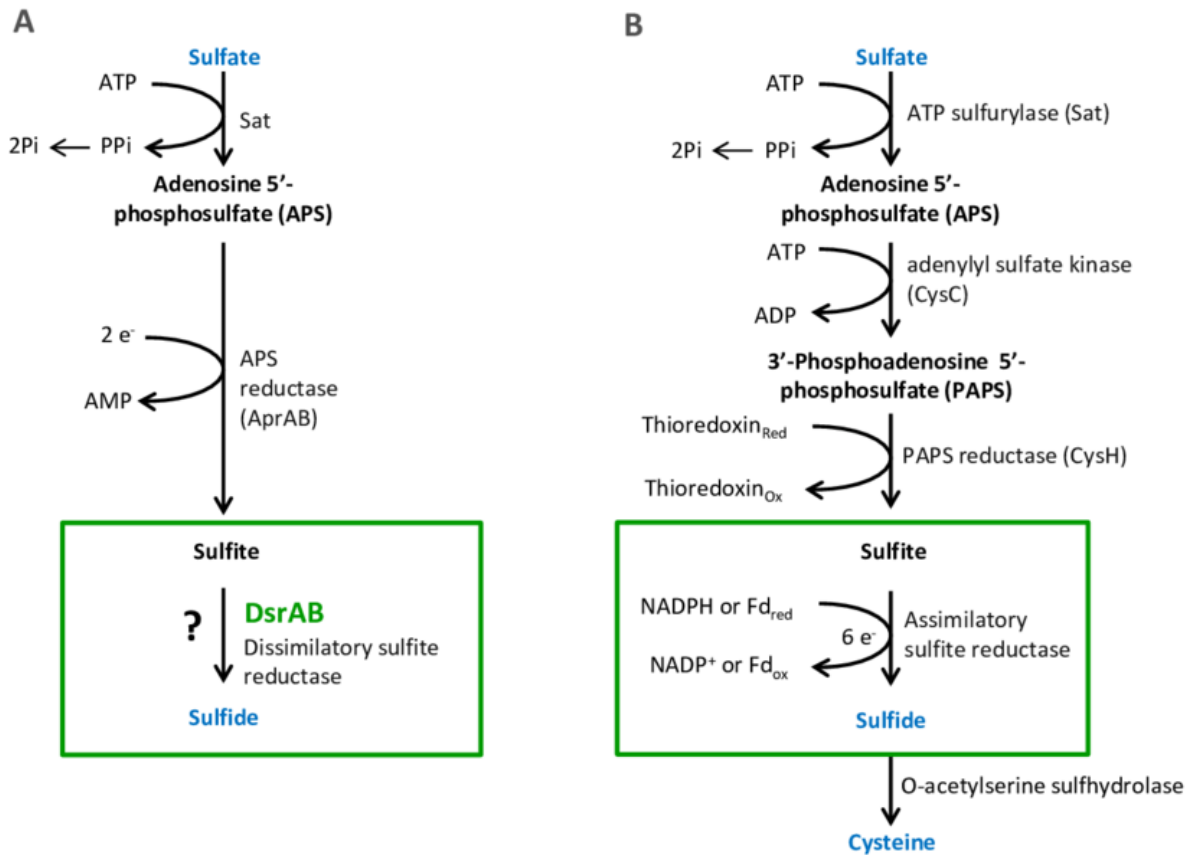 A
Sulfate
ATP
Sat
2Pi
PPi
Adenosine 5’-
phosphosulfate (APS)
2 e-
APS
reductase
(AprAB)
AMP
Sulfite
?
DsrAB
Dissimilatory sulfite
reductase
Sulfide
B
Sulfate
ATP
ATP sulfurylase (Sat)
2Pi
PPi
Adenosine 5’-
phosphosulfate (APS)
ATP
adenylyl sulfate kinase
(CysC)
ADP
3’-Phosphoadenosine 5’-
phosphosulfate (PAPS)
ThioredoxinRed
PAPS reductase (CysH)
ThioredoxinOx
Sulfite
NADPH or Fdred
6 e-
Assimilatory
sulfite reductase
NADP+ or Fdox
Sulfide
O-acetylserine sulfhydrolase
Cysteine